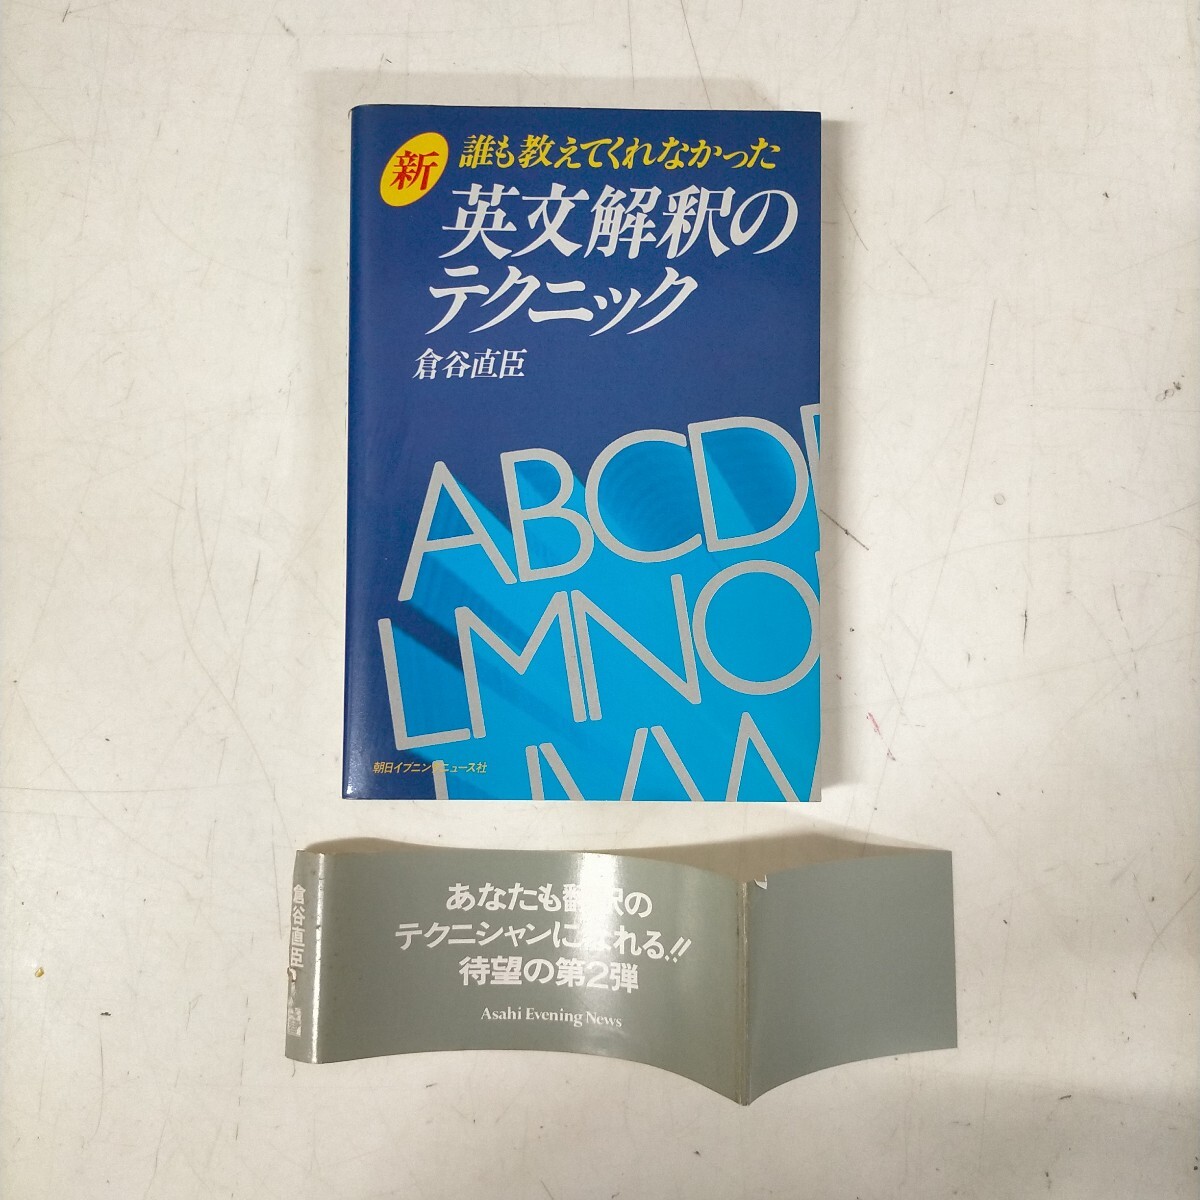 新
誰も教えてくれなかった
英文解釈の
テクニック
倉谷直臣
ABCD
LMNO
UVW
朝日イブニングニュース社
あなたも翻訳の
テクニシャンになれる!!
待望の第2弾
Asahi Evening News
倉谷直臣